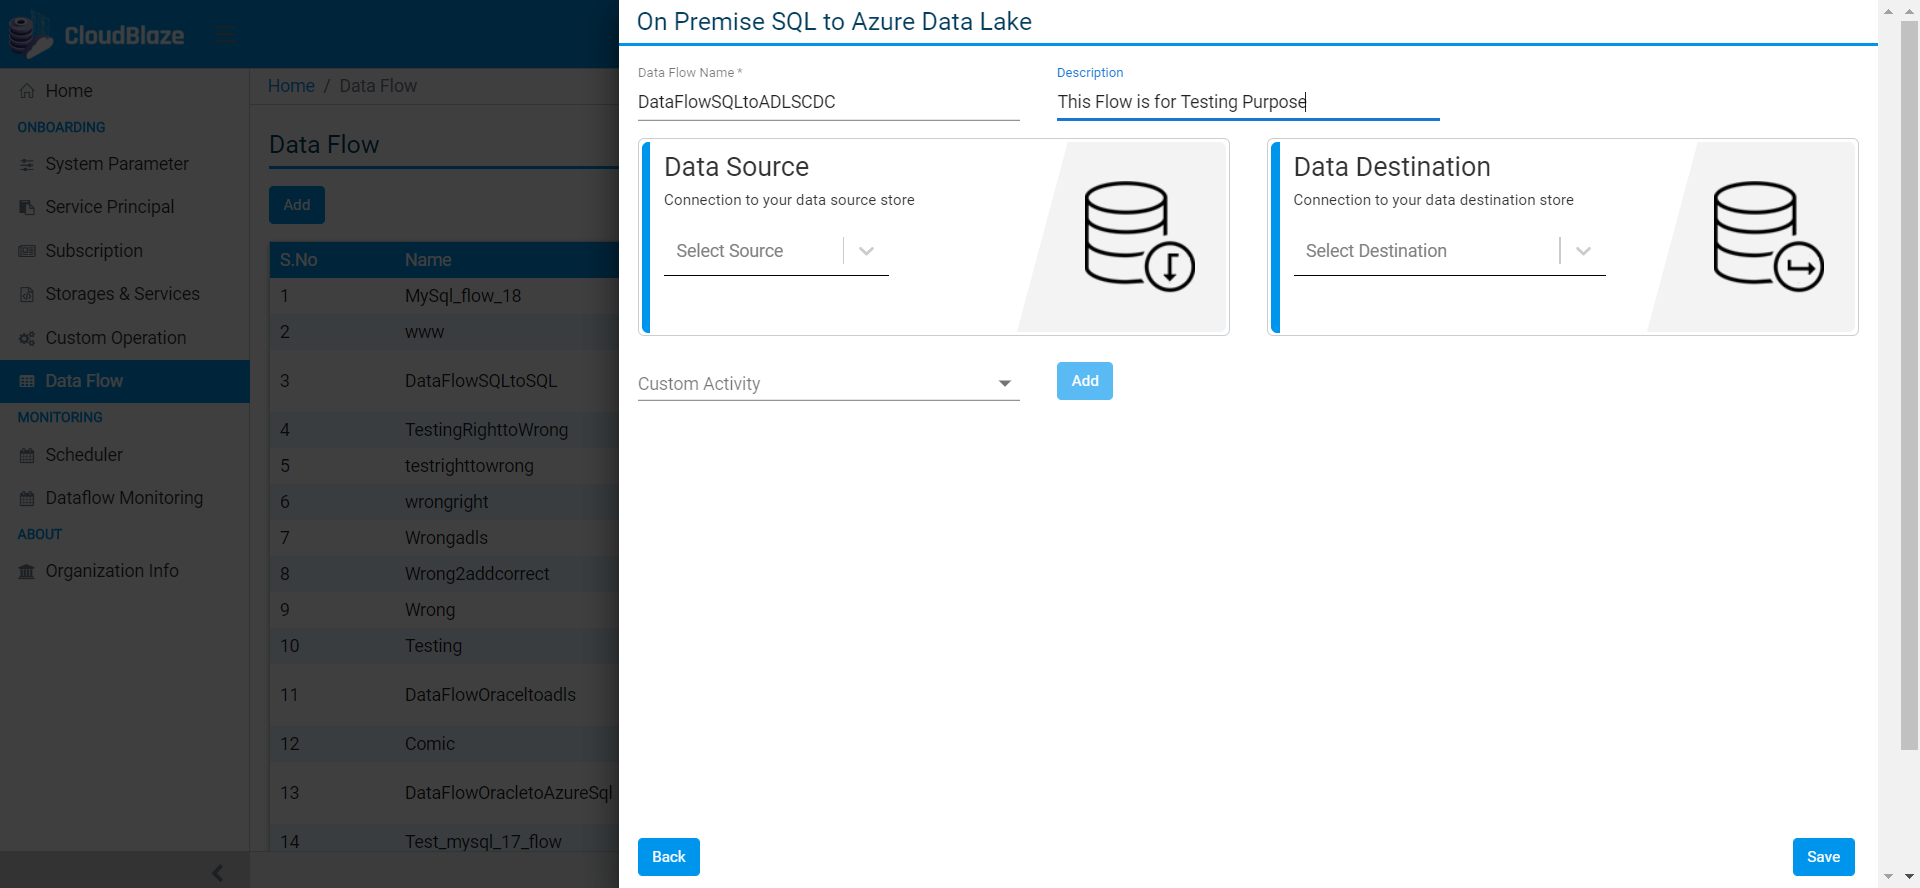 CloudBlaze
Home
ONBOARDING
System Parameter
Service Principal
Subscription
Storages & Services
Custom Operation
Data Flow
MONITORING
Scheduler
Dataflow Monitoring
ABOUT
Organization Info
Home / Data Flow
Data Flow
Add
S.No Name
1 MySql_flow_18
2 www
3 DataFlowSQLtoSQL
4 TestingRighttoWrong
5 testrighttowrong
6 wrongright
7 Wrongadls
8 Wrong2addcorrect
9 Wrong
10 Testing
11 DataFlowOraceltoadls
12 Comic
13 DataFlowOracletoAzureSql
14 Test_mysql_17_flow
On Premise SQL to Azure Data Lake
Data Flow Name *
DataFlowSQLtoADLSCDC
Description
This Flow is for Testing Purpose
Data Source
Connection to your data source store
Select Source
Data Destination
Connection to your data destination store
Select Destination
Custom Activity
Add
Back
Save